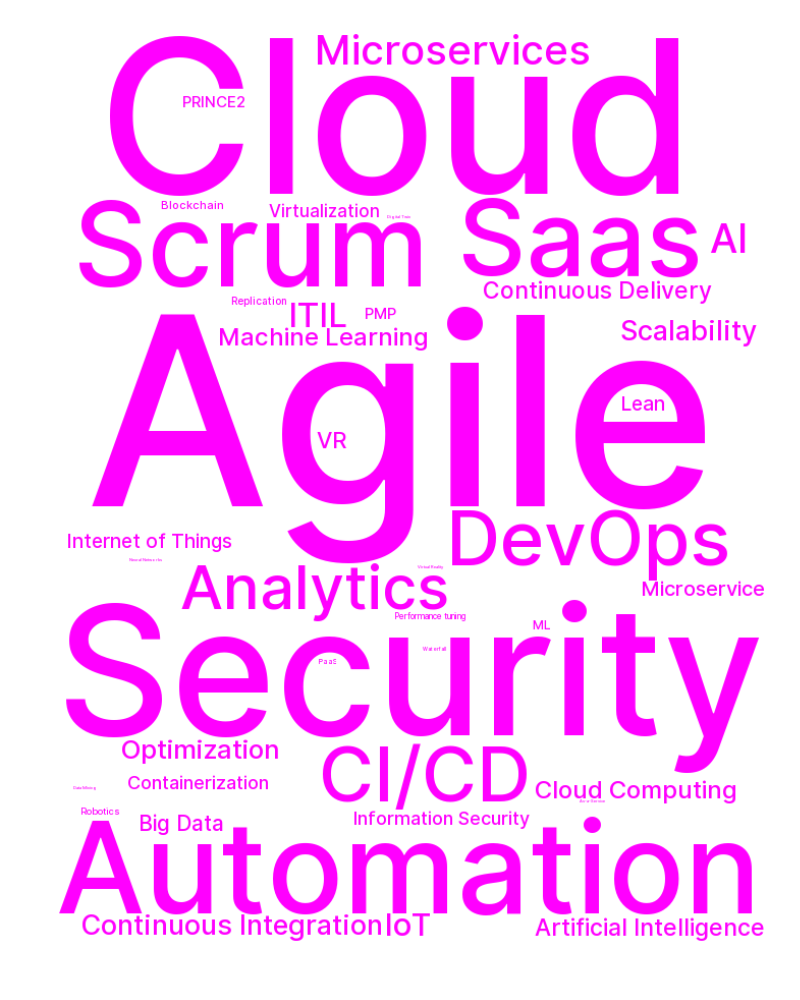 Microservices
Cloud
PRINCE2
Blockchain
Virtualization
Digital Twin
Scrum
Saas
AI
Continuous Delivery
Replication
ITIL
PMP
Machine Learning
Scalability
Agile
Lean
VR
DevOps
Internet of Things
Neural Networks
Virtual Reality
Analytics
Microservice
Performance tuning
ML
Security
Waterfall
PaaS
Optimization
CI/CD
Containerization
Cloud Computing
Data Mining
Robotics
Big Data
Information Security
Automation
Continuous Integration
IoT
Artificial Intelligence